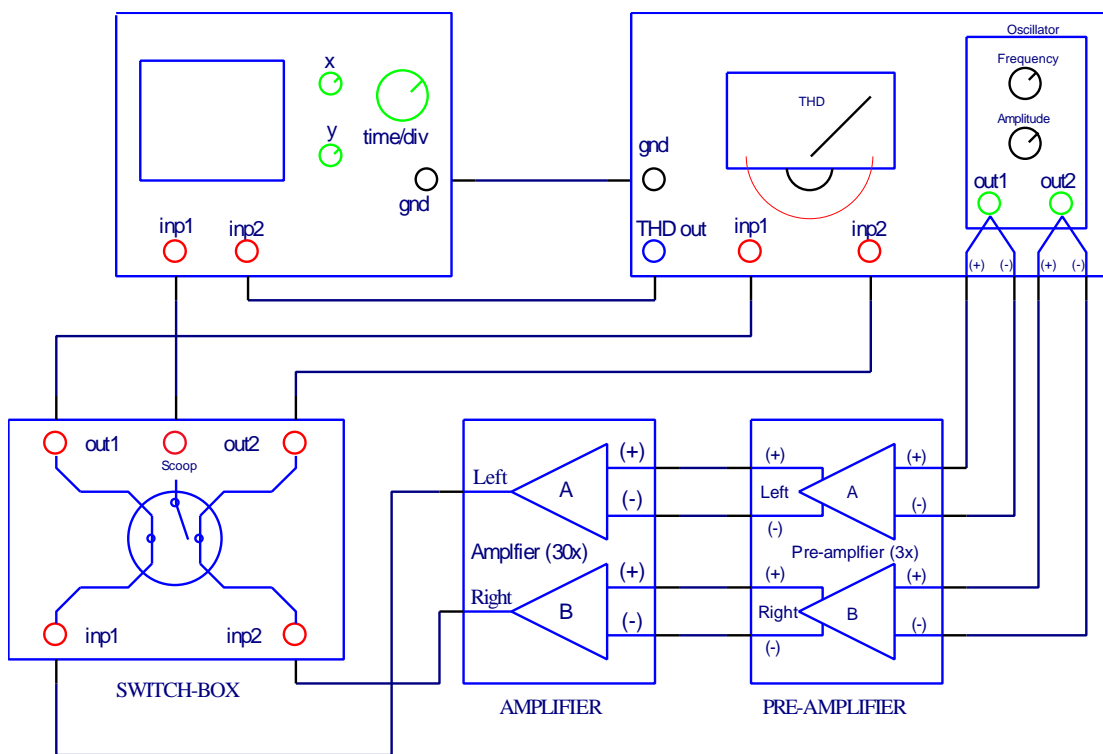 x
y
time/div
gnd
inp1
inp2
gnd
THD
THD out
inp1
inp2
Oscillator
Frequency
Amplitude
out1
out2
(+)
(-)
(+)
(-)
out1
Scoop
out2
inp1
inp2
SWITCH-BOX
Left
A
(+)
(-)
Amplfier (30x)
Right
B
(+)
(-)
AMPLIFIER
(+)
Left
(-)
A
(+)
(-)
Pre-amplfier (3x)
(+)
Right
(-)
B
(+)
(-)
PRE-AMPLIFIER